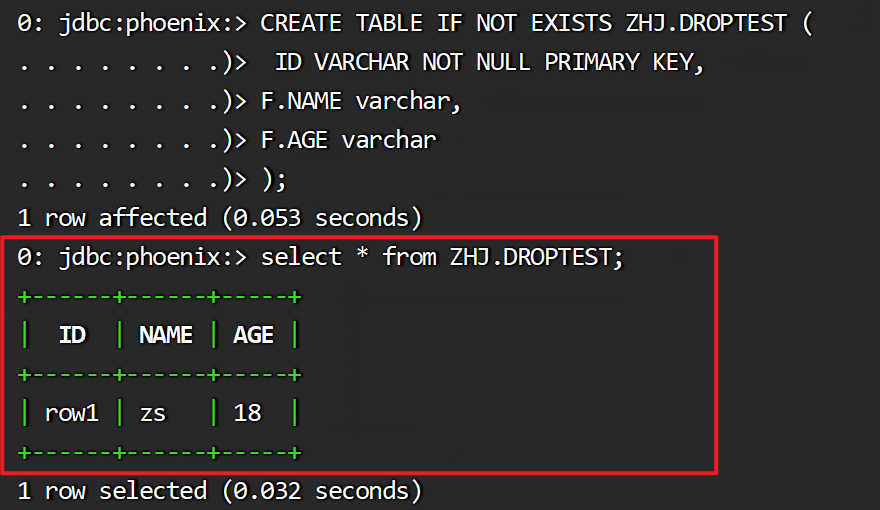 0: jdbc:phoenix:> CREATE TABLE IF NOT EXISTS ZHJ.DROPTEST (
. . . . . . . .)>  ID VARCHAR NOT NULL PRIMARY KEY,
. . . . . . . .)> F.NAME varchar,
. . . . . . . .)> F.AGE varchar
. . . . . . . .)> );
1 row affected (0.053 seconds)
0: jdbc:phoenix:> select * from ZHJ.DROPTEST;
+------+------+-----+
|  ID  | NAME | AGE |
+------+------+-----+
| row1 | zs   | 18  |
+------+------+-----+
1 row selected (0.032 seconds)